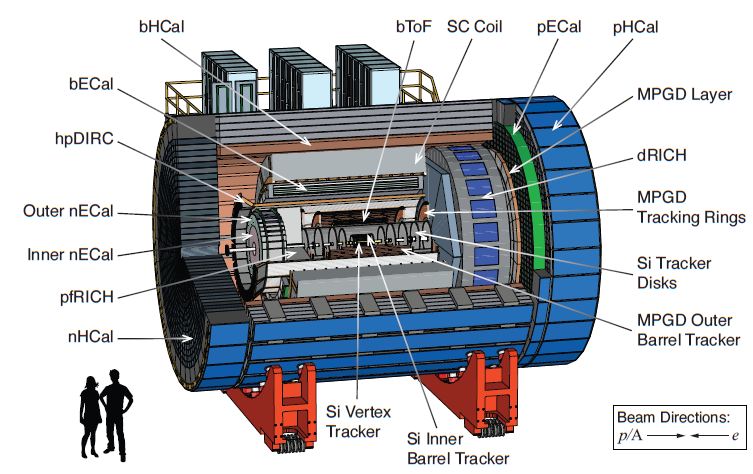 bHCal
bToF
SC Coil
pECal
pHCal
bECal
MPGD Layer
hpDIRC
dRICH
Outer nECal
MPGD
Tracking Rings
Inner nECal
Si Tracker
Disks
pfRICH
MPGD Outer
Barrel Tracker
nHCal
Si Vertex
Tracker
Si Inner
Barrel Tracker
Beam Directions:
p/A ⟶⟵ e